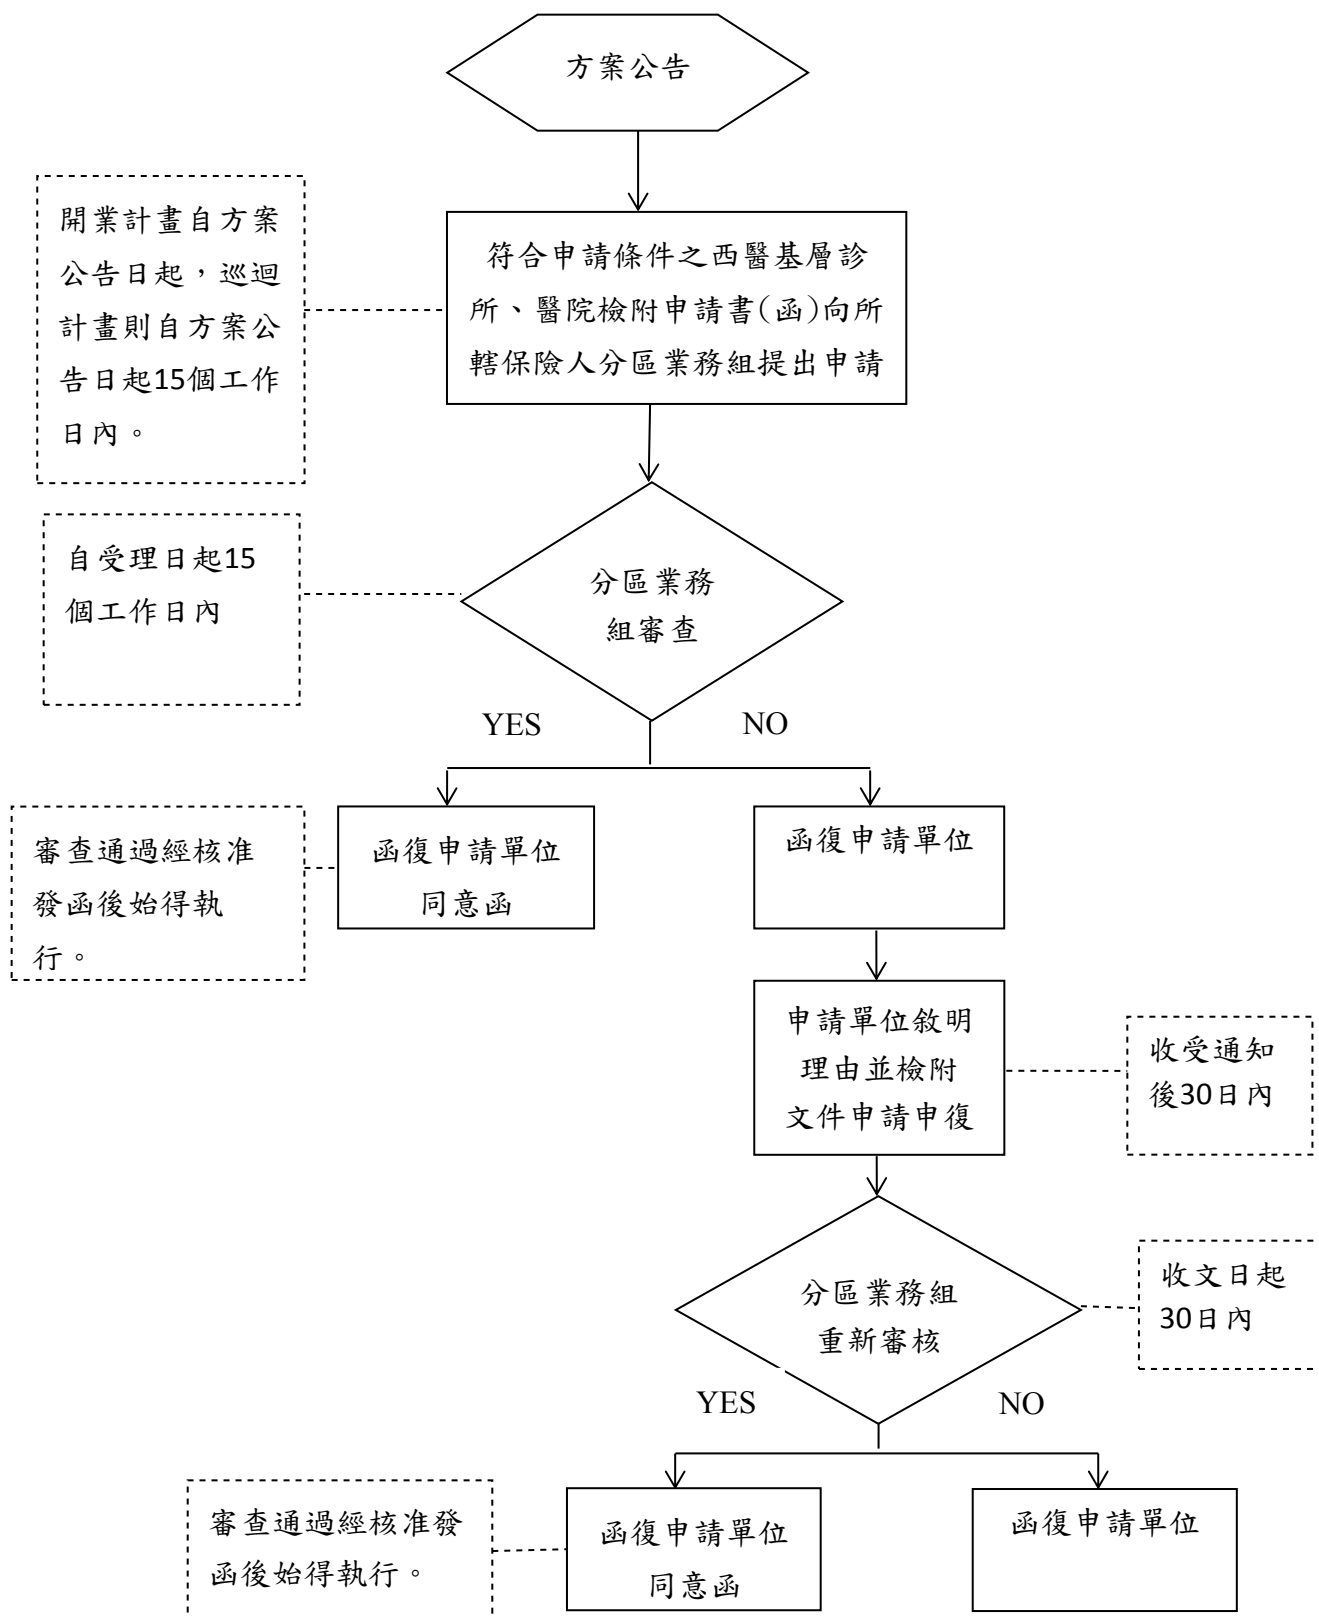 方案公告
開業計畫自方案
公告日起，巡迴
計畫則自方案公
告日起15個工作
日內。
符合申請條件之西醫基層診
所、醫院檢附申請書(函)向所
轄保險人分區業務組提出申請
自受理日起15
個工作日內
分區業務
組審查
YES
NO
審查通過經核准
發函後始得執
行。
函復申請單位
同意函
函復申請單位
申請單位敘明
理由並檢附
文件申請申復
收受通知
後30日內
分區業務組
重新審核
收文日起
30日內
YES
NO
審查通過經核准發
函後始得執行。
函復申請單位
同意函
函復申請單位